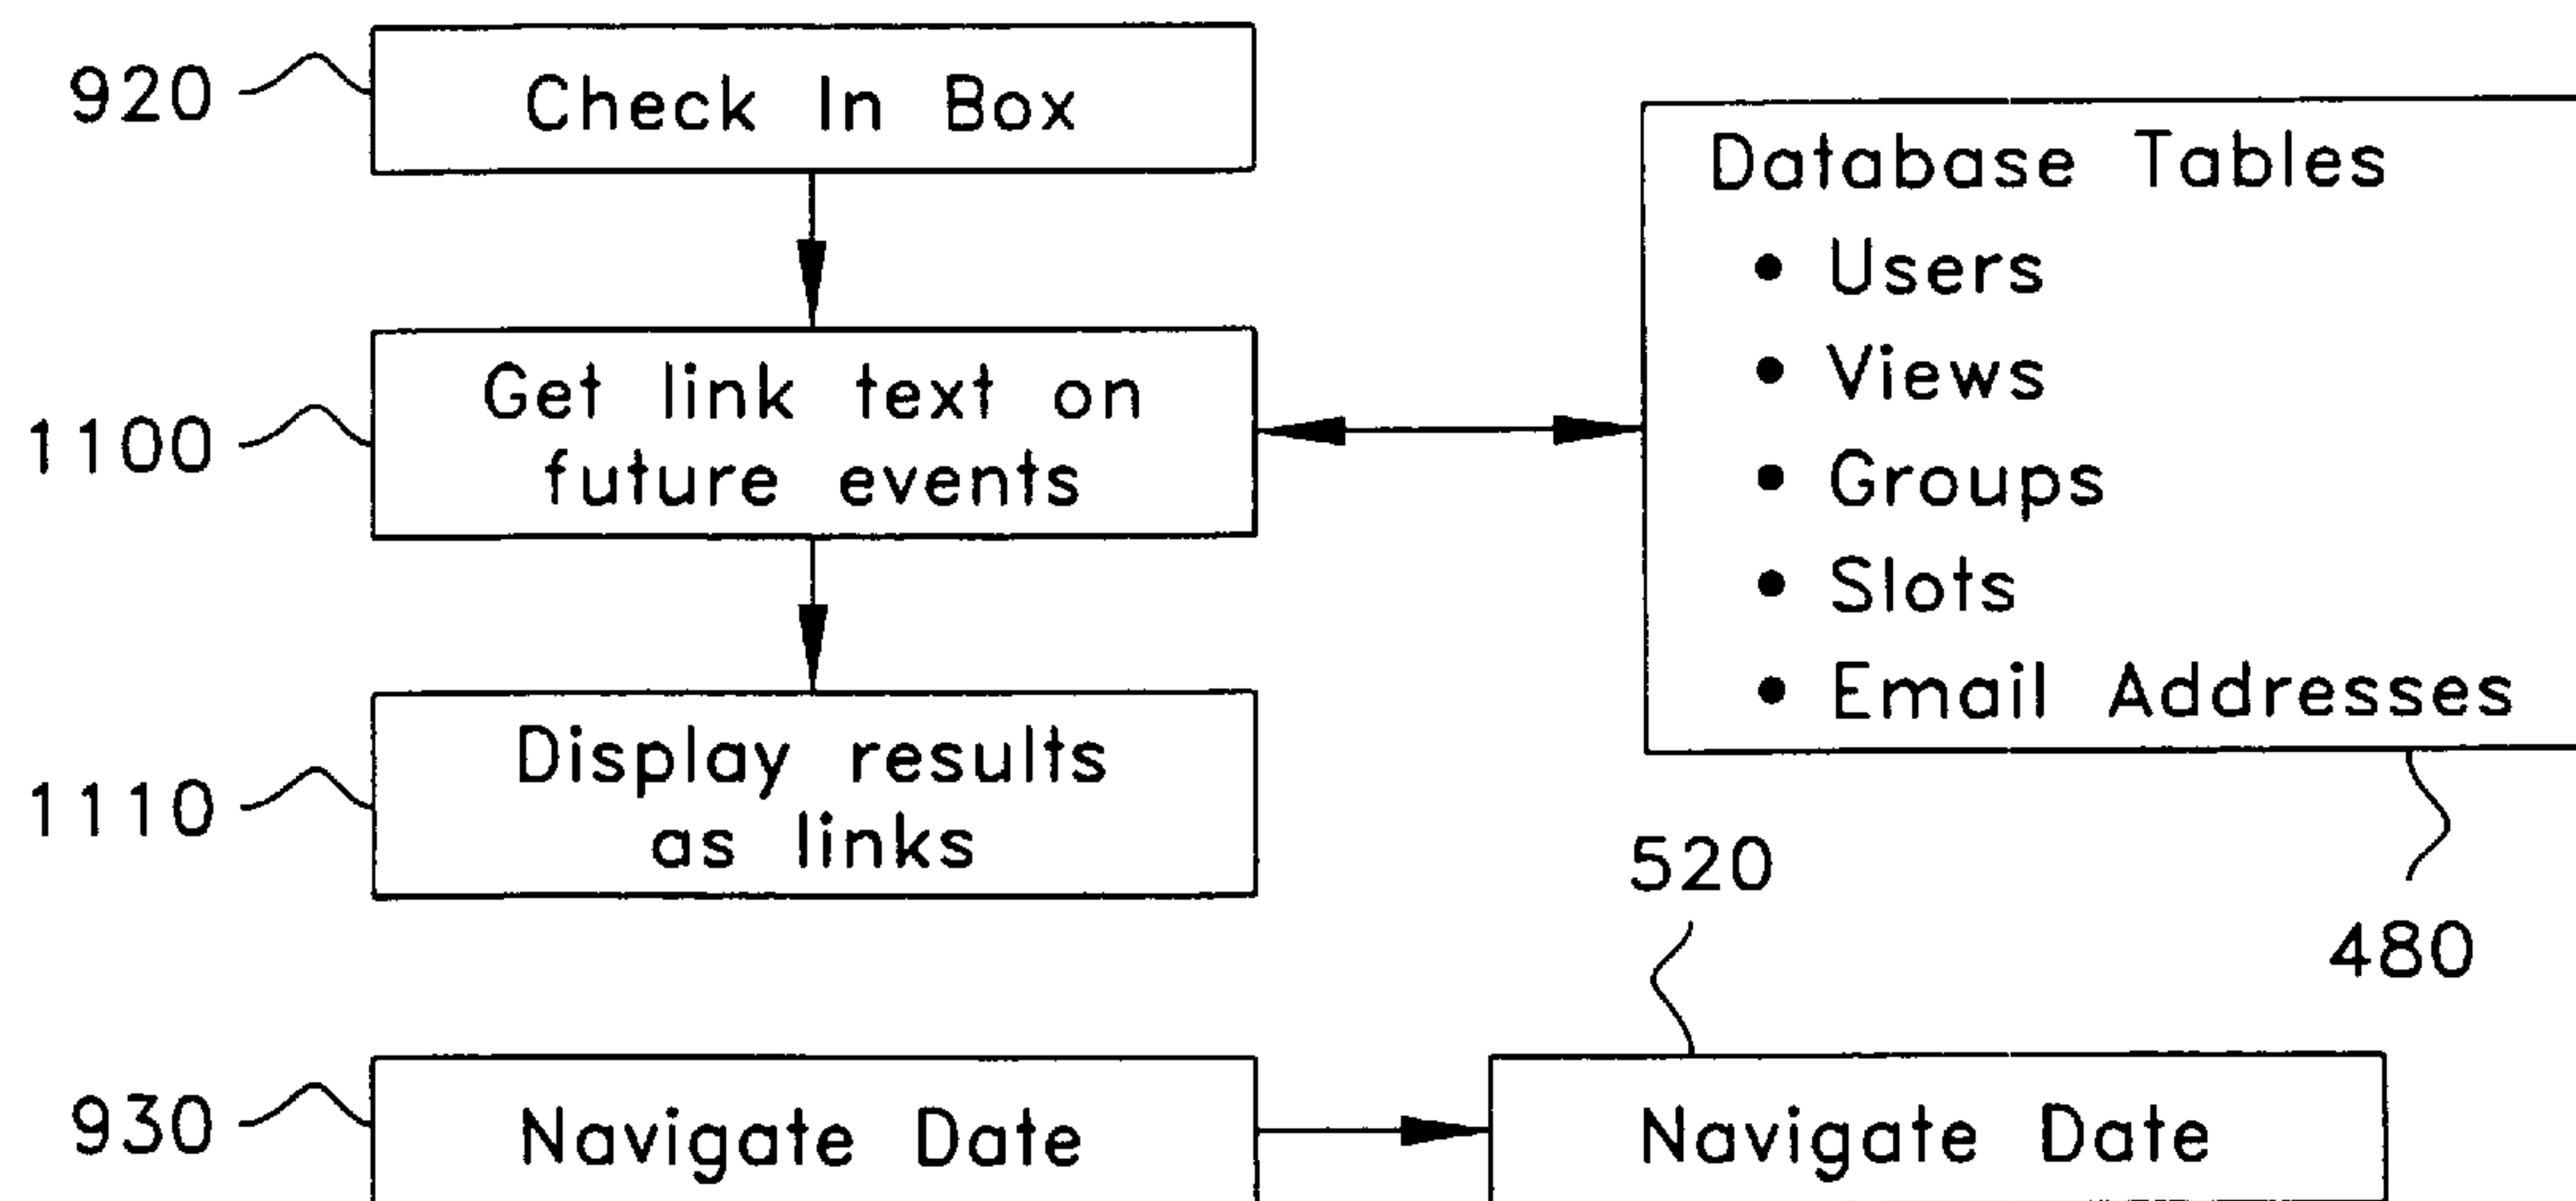 920
Check In Box
1100
Get link text on
future events
1110
Display results
as links
Database Tables
• Users
• Views
• Groups
• Slots
• Email Addresses
480
930
Navigate Date
520
Navigate Date